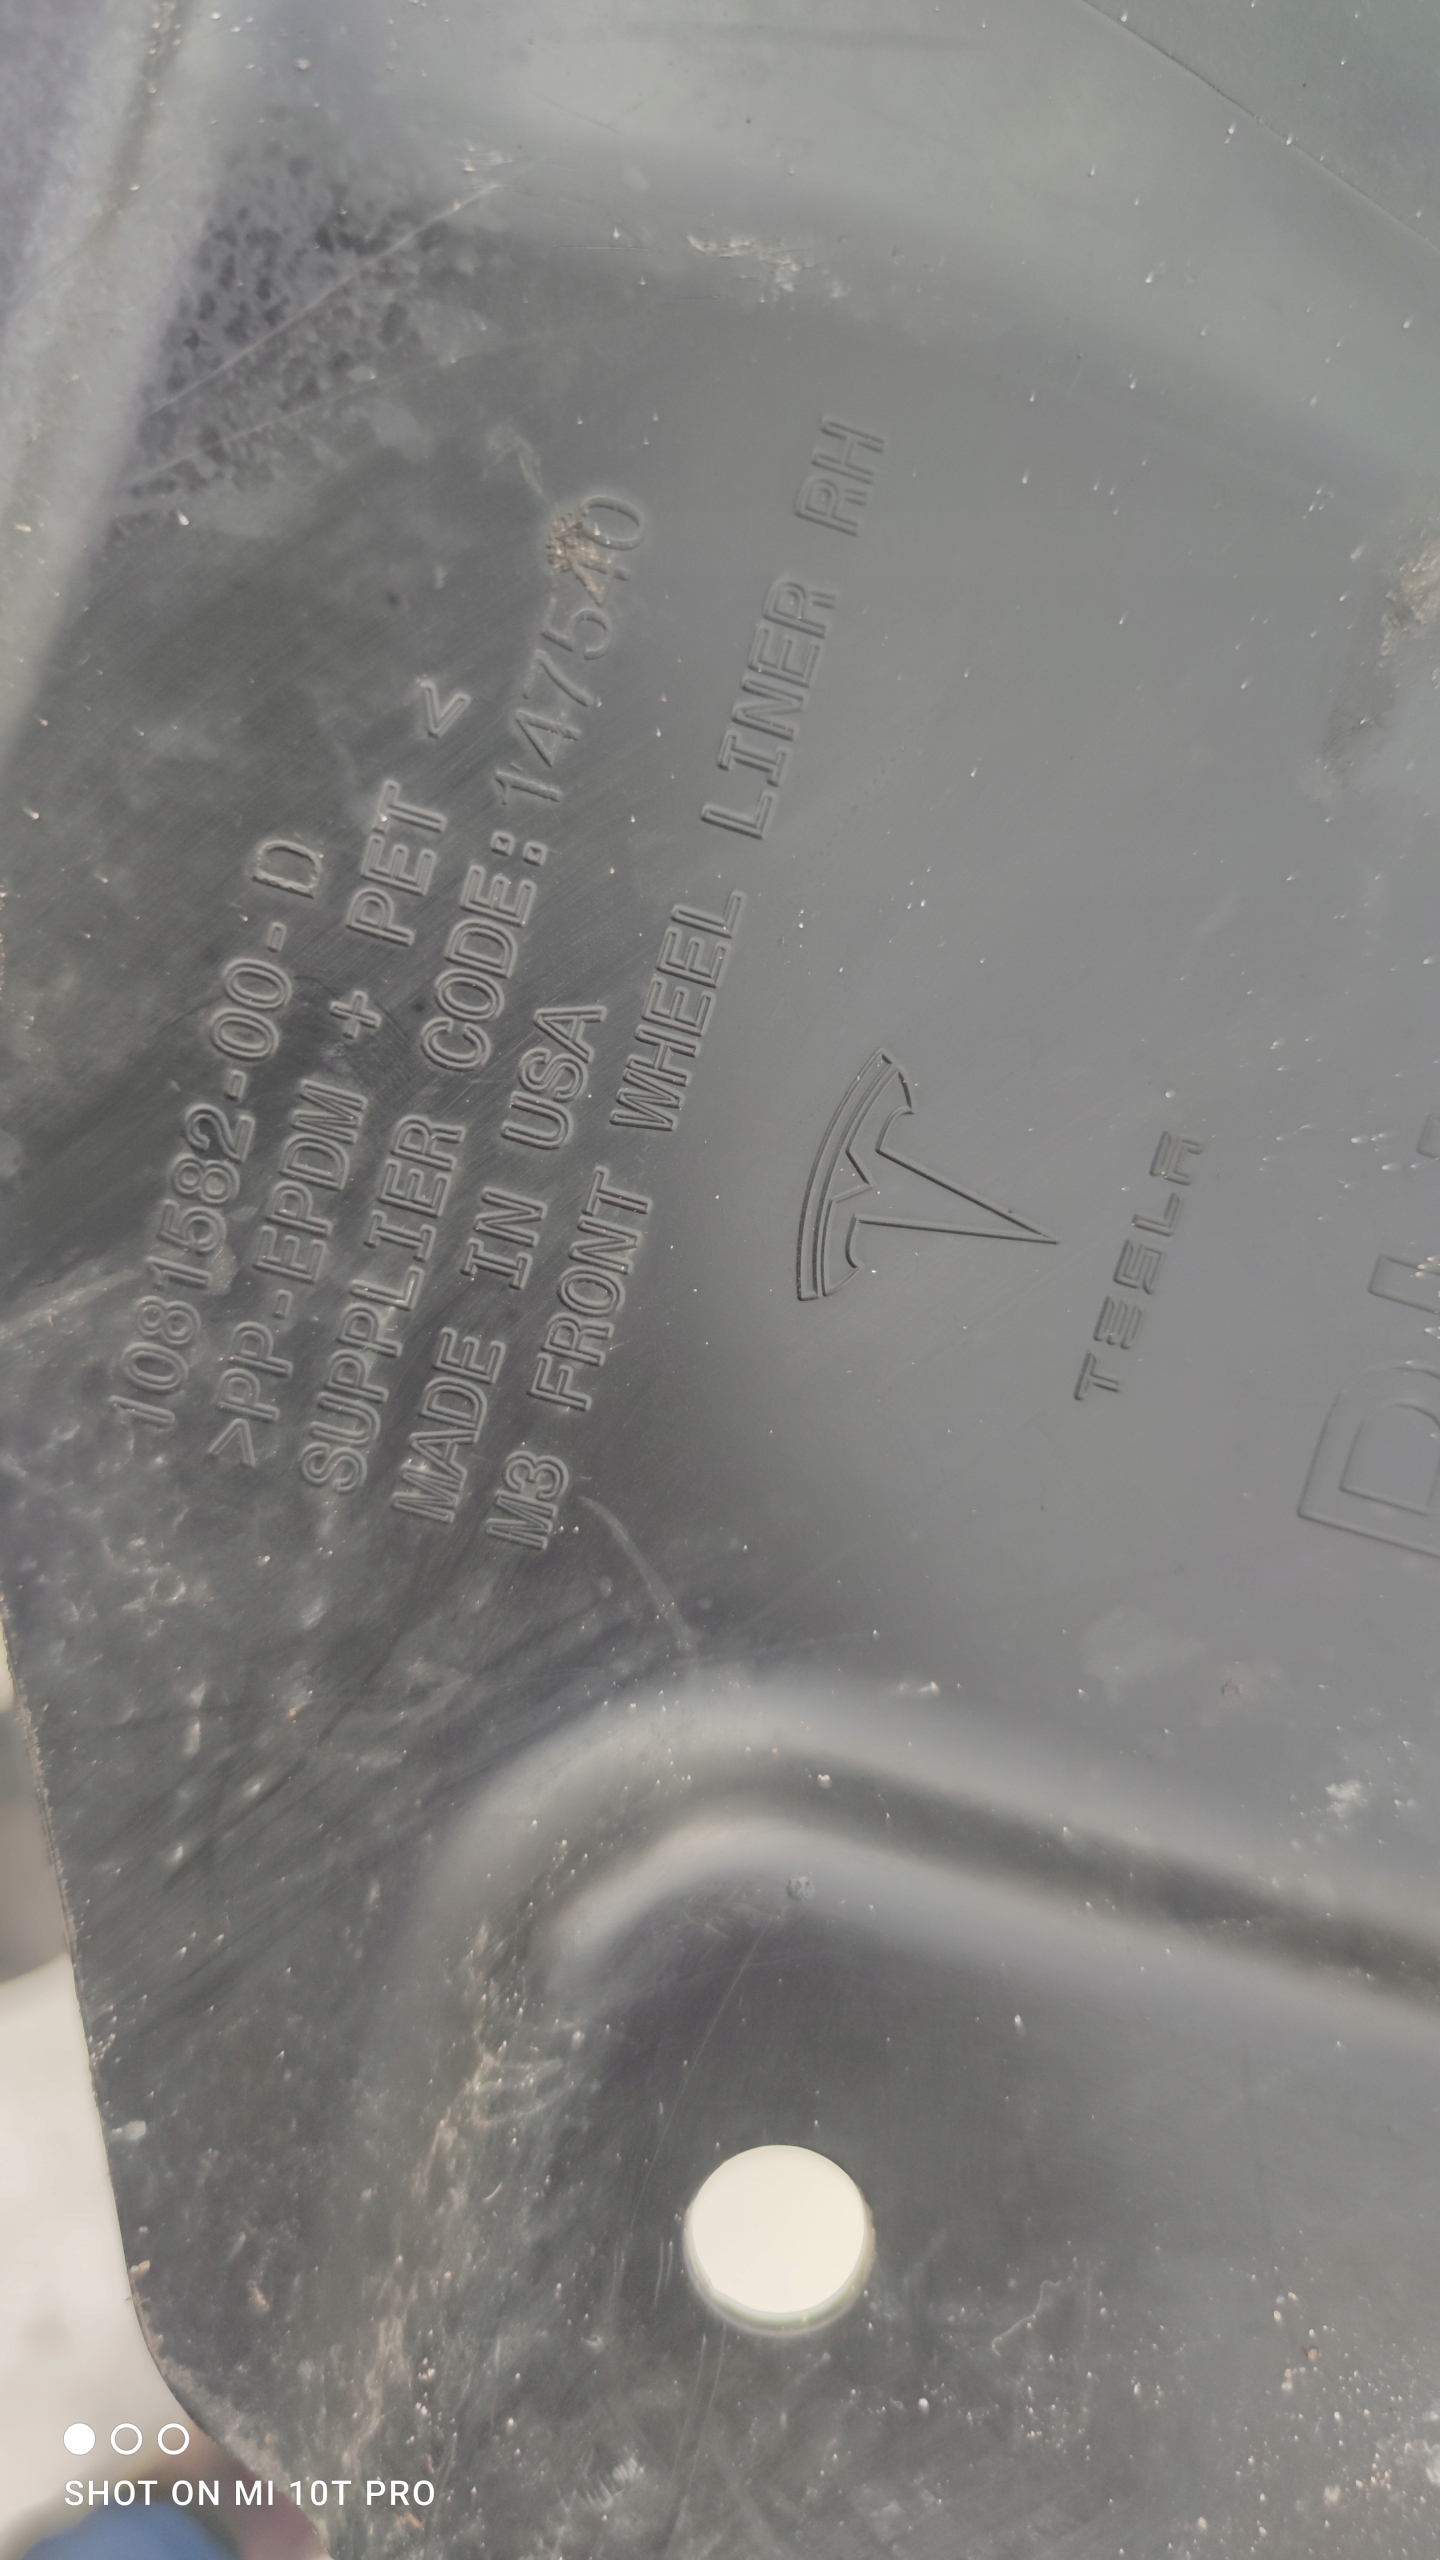 1081582-00-D
>PP-EPDM + PET <
SUPPLIER CODE:147540
MADE IN USA
M3 FRONT WHEEL LINER RH
TESLA
SHOT ON MI 10T PRO